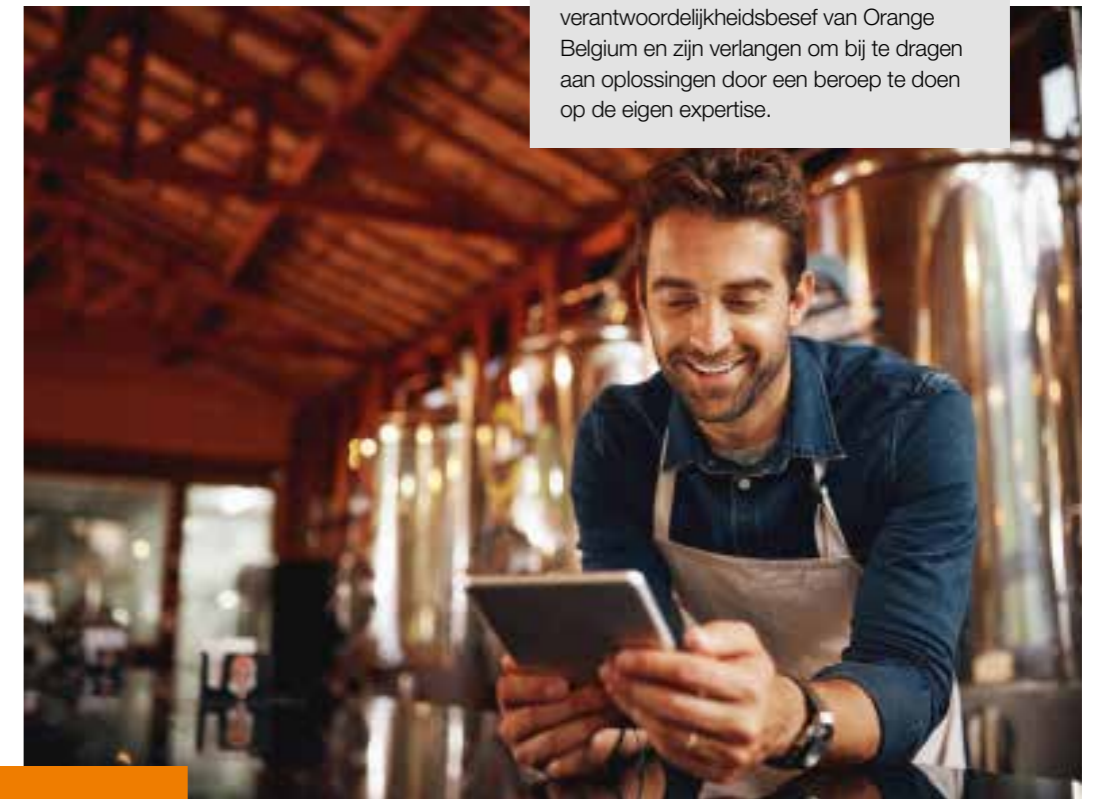 verantwoordelijkheidsbesef van Orange
Belgium en zijn verlangen om bij te dragen
aan oplossingen door een beroep te doen
op de eigen expertise.